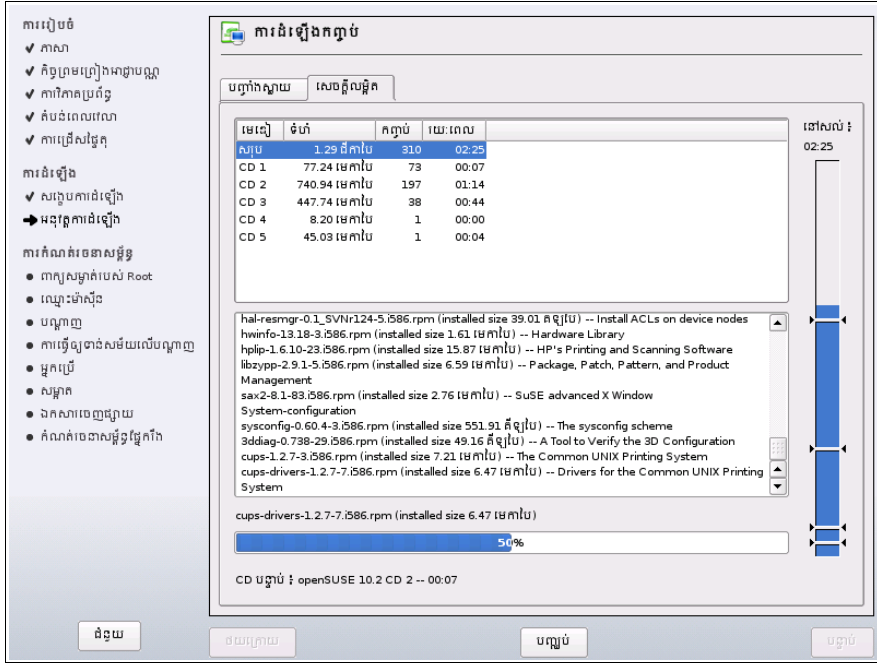 ការរៀបចំ
✔ ភាសា
✔ កិច្ចព្រមព្រៀងអាជ្ញាបណ្ណ
✔ ការវិភាគប្រព័ន្ធ
✔ តំបន់ពេលវេលា
✔ ការជ្រើសផ្ទៃតុ
ការដំឡើង
✔ សង្ខេបការដំឡើង
➔ អនុវត្តការដំឡើង
ការកំណត់រចនាសម្ព័ន្ធ
● ពាក្យសម្ងាត់របស់ Root
● ឈ្មោះម៉ាស៊ីន
● បណ្ដាញ
● ការធ្វើឲ្យទាន់សម័យលើបណ្ដាញ
● អ្នកប្រើ
● សម្អាត
● ឯកសារចេញផ្សាយ
● កំណត់រចនាសម្ព័ន្ធផ្នែករឹង
ជំនួយ
ការដំឡើងកញ្ចប់
បញ្ចាំងស្លាយ សេចក្ដីលម្អិត
មេឌៀ ទំហំ កញ្ចប់ រយៈពេល
សរុប 1.29 ជីកាបៃ 310 02:25
CD 1 77.24 មេកាបៃ 73 00:07
CD 2 740.94 មេកាបៃ 197 01:14
CD 3 447.74 មេកាបៃ 38 00:44
CD 4 8.20 មេកាបៃ 1 00:00
CD 5 45.03 មេកាបៃ 1 00:04
នៅសល់ ៖
02:25
hal-resmgr-0.1_SVNr124-5.i586.rpm (installed size 39.01 គីឡូបៃ) -- Install ACLs on device nodes
hwinfo-13.18-3.i586.rpm (installed size 1.61 មេកាបៃ) -- Hardware Library
hplip-1.6.10-23.i586.rpm (installed size 15.87 មេកាបៃ) -- HP's Printing and Scanning Software
libzypp-2.9.1-5.i586.rpm (installed size 6.59 មេកាបៃ) -- Package, Patch, Pattern, and Product
Management
sax2-8.1-83.i586.rpm (installed size 2.76 មេកាបៃ) -- SuSE advanced X Window
System-configuration
sysconfig-0.60.4-3.i586.rpm (installed size 551.91 គីឡូបៃ) -- The sysconfig scheme
3ddiag-0.738-29.i586.rpm (installed size 49.16 គីឡូបៃ) -- A Tool to Verify the 3D Configuration
cups-1.2.7-3.i586.rpm (installed size 7.21 មេកាបៃ) -- The Common UNIX Printing System
cups-drivers-1.2.7-7.i586.rpm (installed size 6.47 មេកាបៃ) -- Drivers for the Common UNIX Printing
System
cups-drivers-1.2.7-7.i586.rpm (installed size 6.47 មេកាបៃ)
50%
CD បន្ទាប់ ៖ openSUSE 10.2 CD 2 -- 00:07
ថយក្រោយ បញ្ឈប់ បន្ទាប់